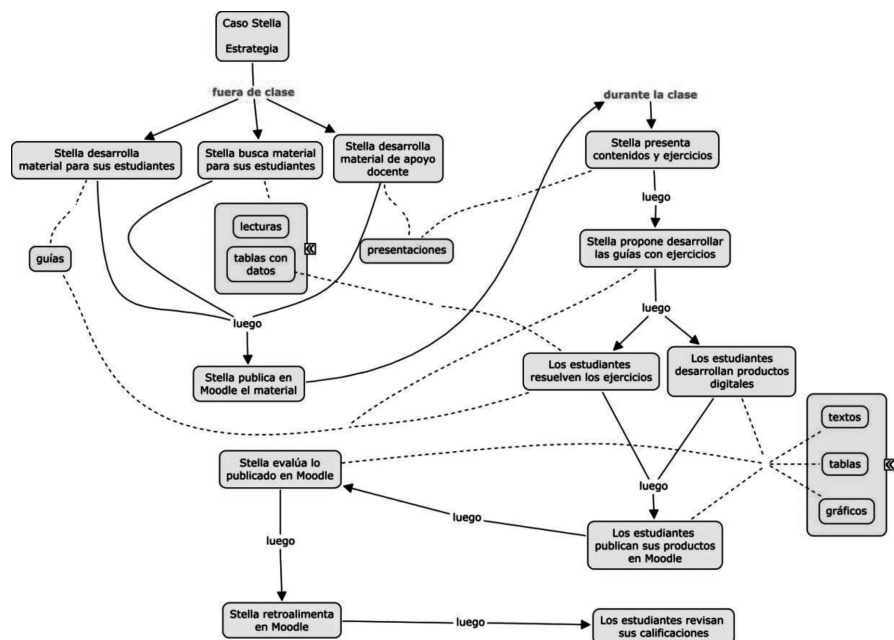 Caso Stella
Estrategia
fuera de clase
durante la clase
Stella desarrolla
material para sus estudiantes
Stella busca material
para sus estudiantes
Stella desarrolla
material de apoyo
docente
Stella presenta
contenidos y ejercicios
luego
lecturas
tablas con
datos
guías
presentaciones
Stella propone desarrollar
las guías con ejercicios
luego
luego
Stella publica en
Moodle el material
Los estudiantes
resuelven los ejercicios
Los estudiantes
desarrollan productos
digitales
textos
tablas
gráficos
luego
Stella evalúa lo
publicado en Moodle
luego
Los estudiantes
publican sus productos
en Moodle
luego
Stella retroalimenta
en Moodle
luego
Los estudiantes revisan
sus calificaciones